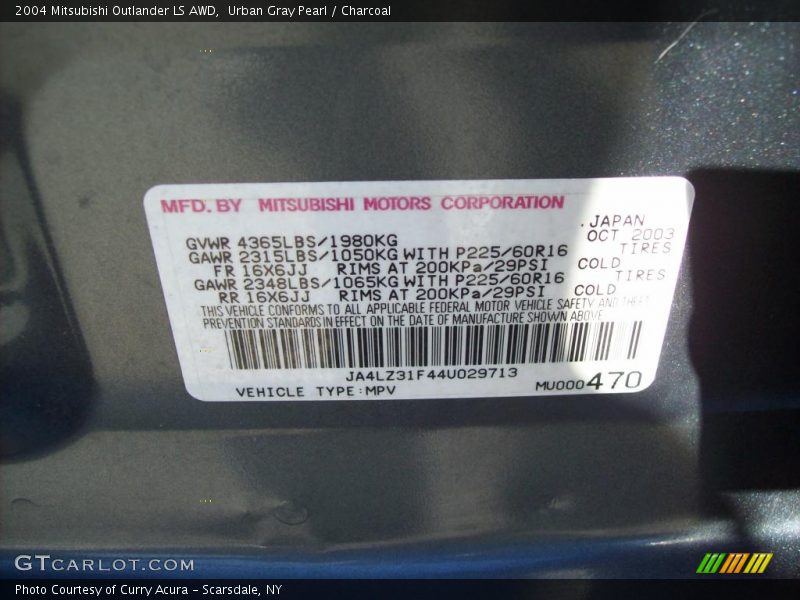 2004 Mitsubishi Outlander LS AWD,  Urban Gray Pearl / Charcoal
MFD. BY MITSUBISHI MOTORS CORPORATION
, JAPAN
GVWR 4365LBS/1980KG OCT 2003
GAWR 2315LBS/1050KG WITH P225/60R16 TIRES
FR 16X6JJ RIMS AT 200KPa/29PSI COLD
GAWR 2348LBS/1065KG WITH P225/60R16 TIRES
RR 16X6JJ RIMS AT 200KPa/29PSI COLD
THIS VEHICLE CONFORMS TO ALL APPLICABLE FEDERAL MOTOR VEHICLE SAFETY AND THEFT
PREVENTION STANDARDS IN EFFECT ON THE DATE OF MANUFACTURE SHOWN ABOVE.
JA4LZ31F44U029713
VEHICLE TYPE:MPV MU000470
GTCARLOT.COM
Photo Courtesy of Curry Acura - Scarsdale, NY